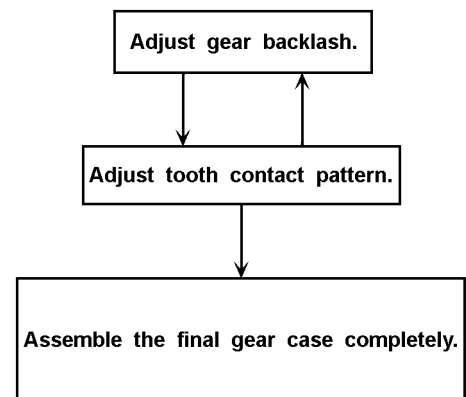 Adjust gear backlash.
Adjust tooth contact pattern.
Assemble the final gear case completely.